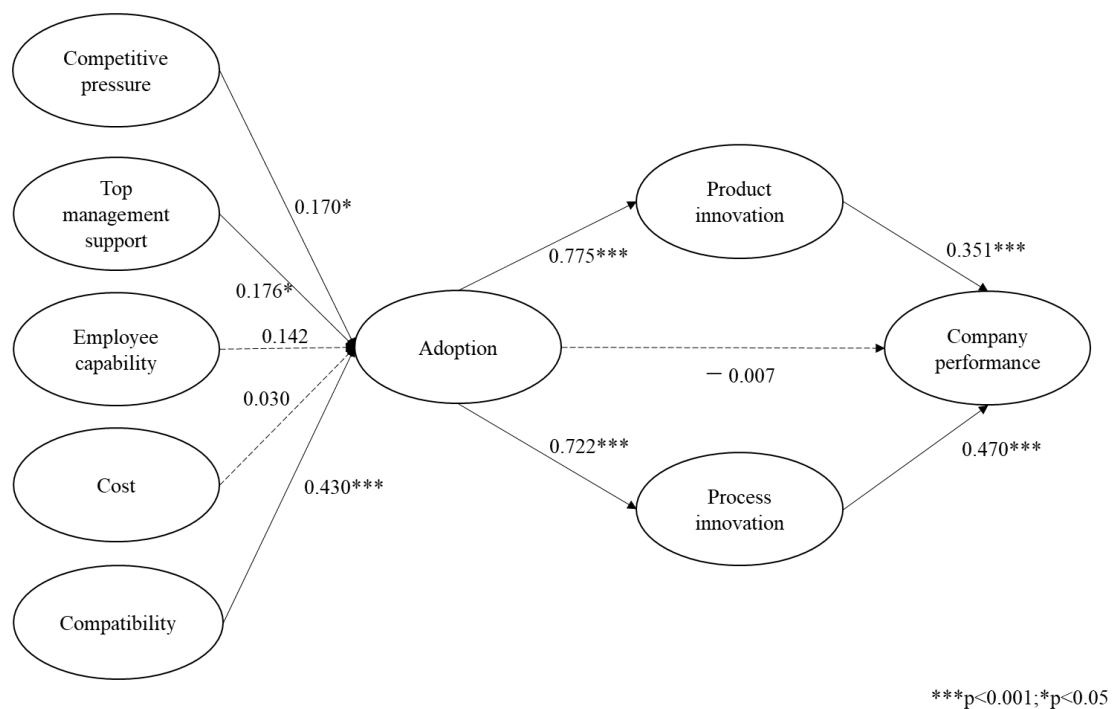 Competitive
pressure
Top
management
support
Employee
capability
Cost
Compatibility
0.170*
0.176*
0.142
0.030
0.430***
Adoption
0.775***
− 0.007
0.722***
Product
innovation
Process
innovation
0.351***
0.470***
Company
performance
***p<0.001;*p<0.05